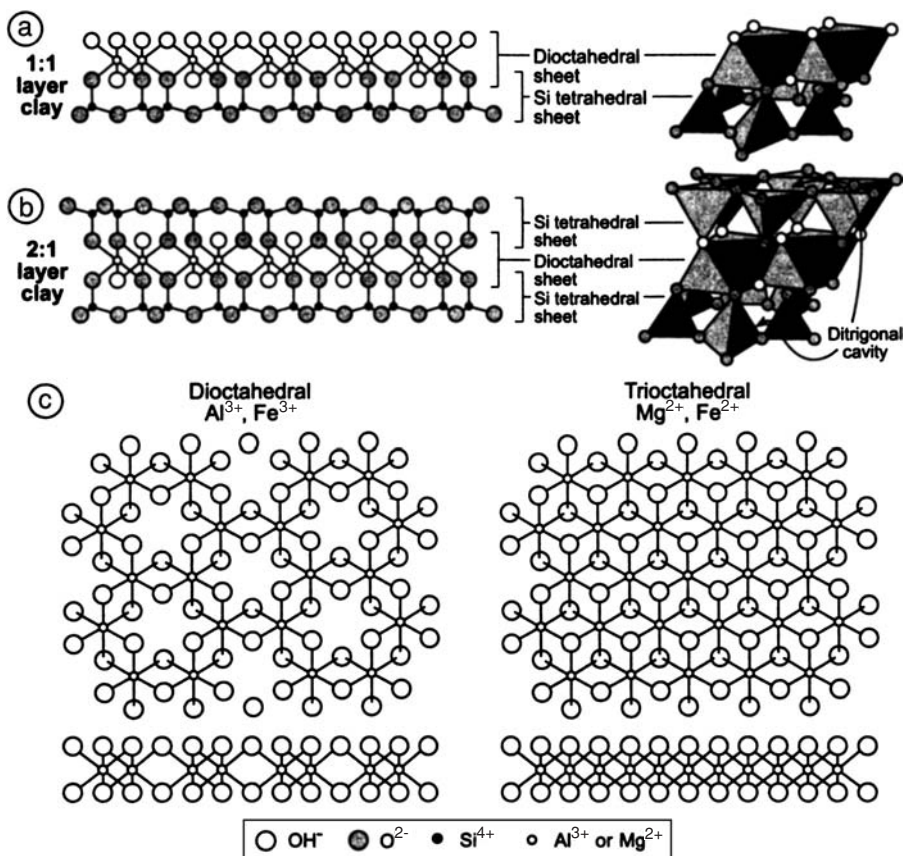 a
1:1
layer
clay
Dioctahedral
sheet
Si tetrahedral
sheet
b
2:1
layer
clay
Si tetrahedral
sheet
Dioctahedral
sheet
Si tetrahedral
sheet
Ditrigonal
cavity
c
Dioctahedral
Al³⁺, Fe³⁺
Trioctahedral
Mg²⁺, Fe²⁺
OH⁻ O²⁻ Si⁴⁺ Al³⁺ or Mg²⁺